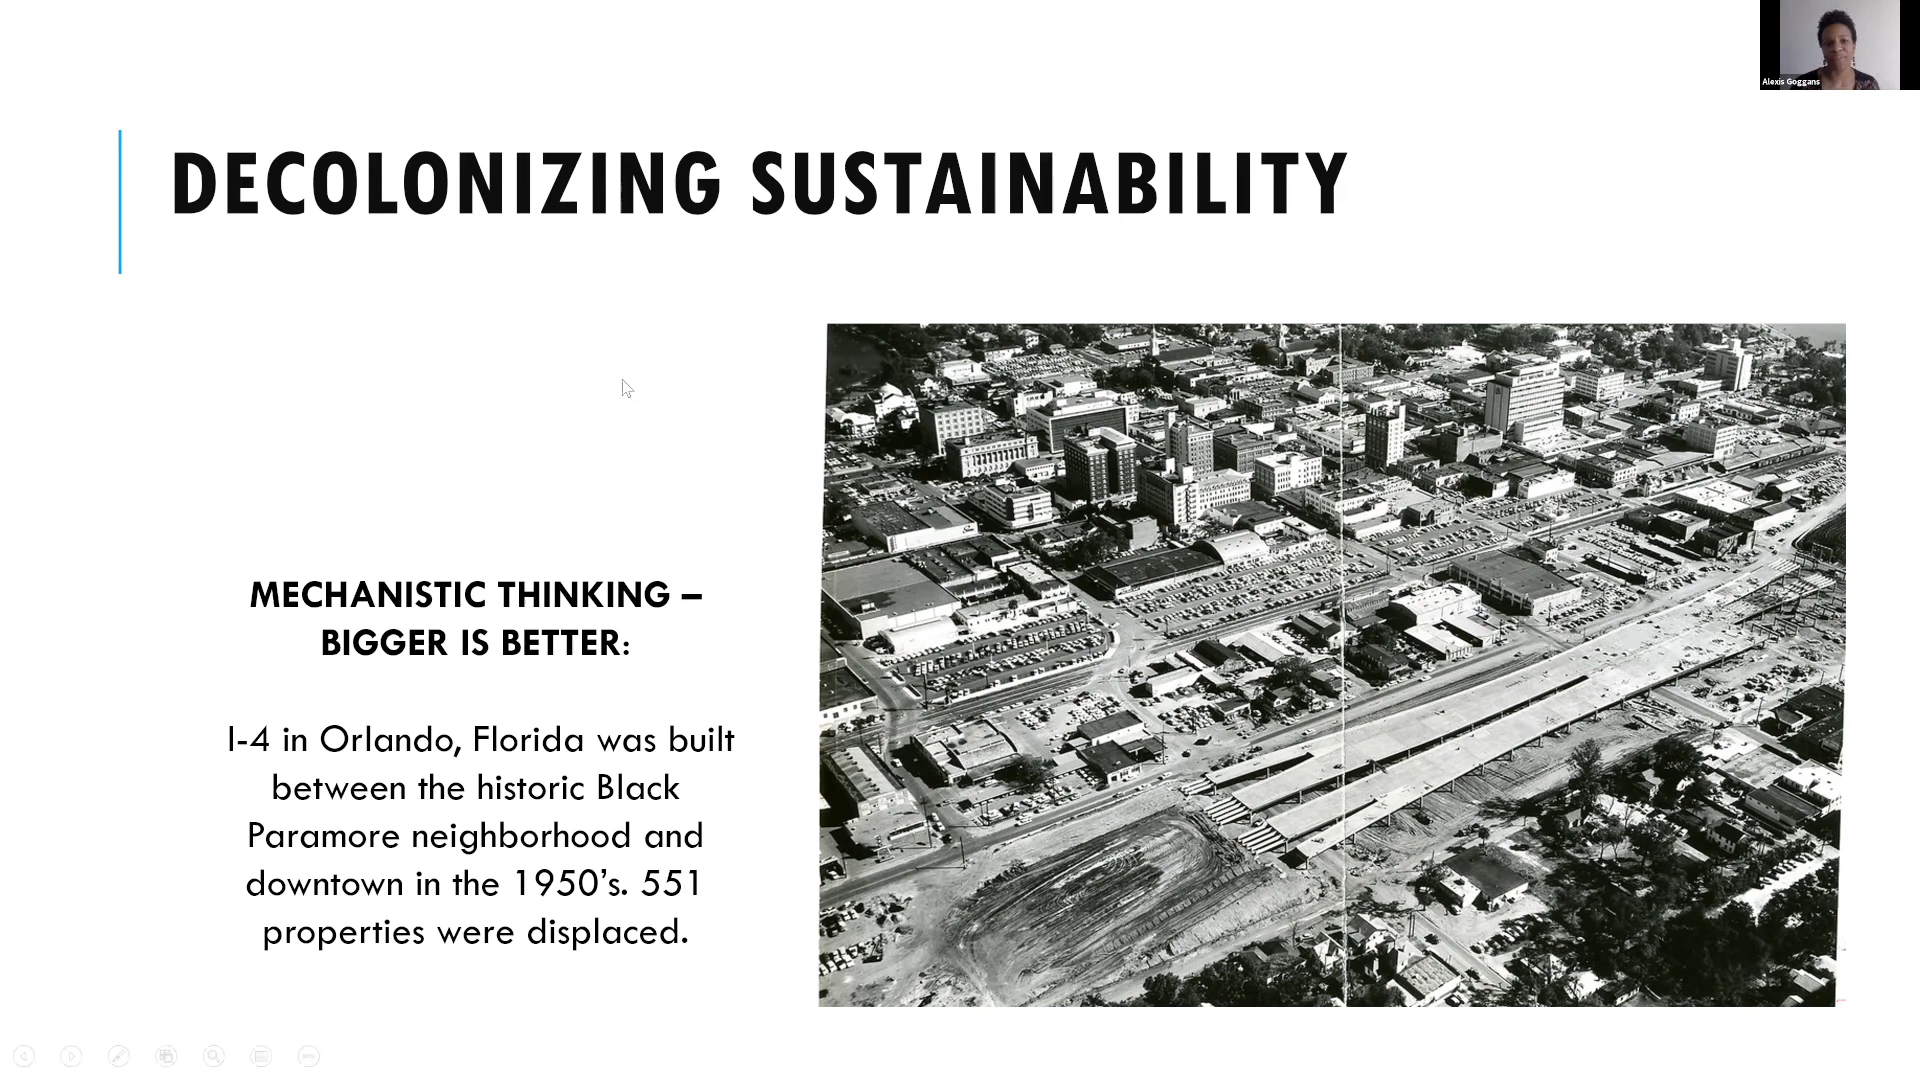 Alexis Goggans
DECOLONIZING SUSTAINABILITY
MECHANISTIC THINKING –
BIGGER IS BETTER:
I-4 in Orlando, Florida was built
between the historic Black
Paramore neighborhood and
downtown in the 1950’s. 551
properties were displaced.